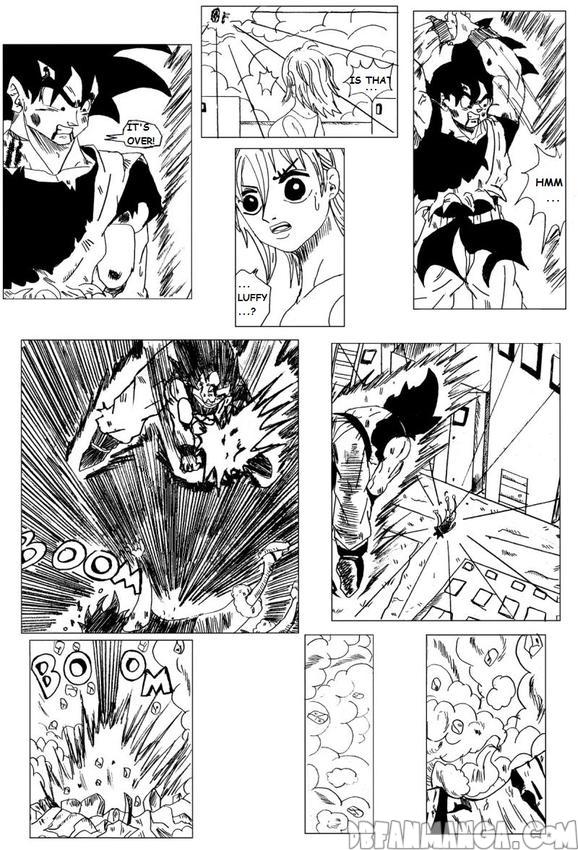 IT'S
OVER!
IS THAT
...
...
LUFFY
...?
HMM
...
BOOM
BOOM
DBFANMANGA.COM